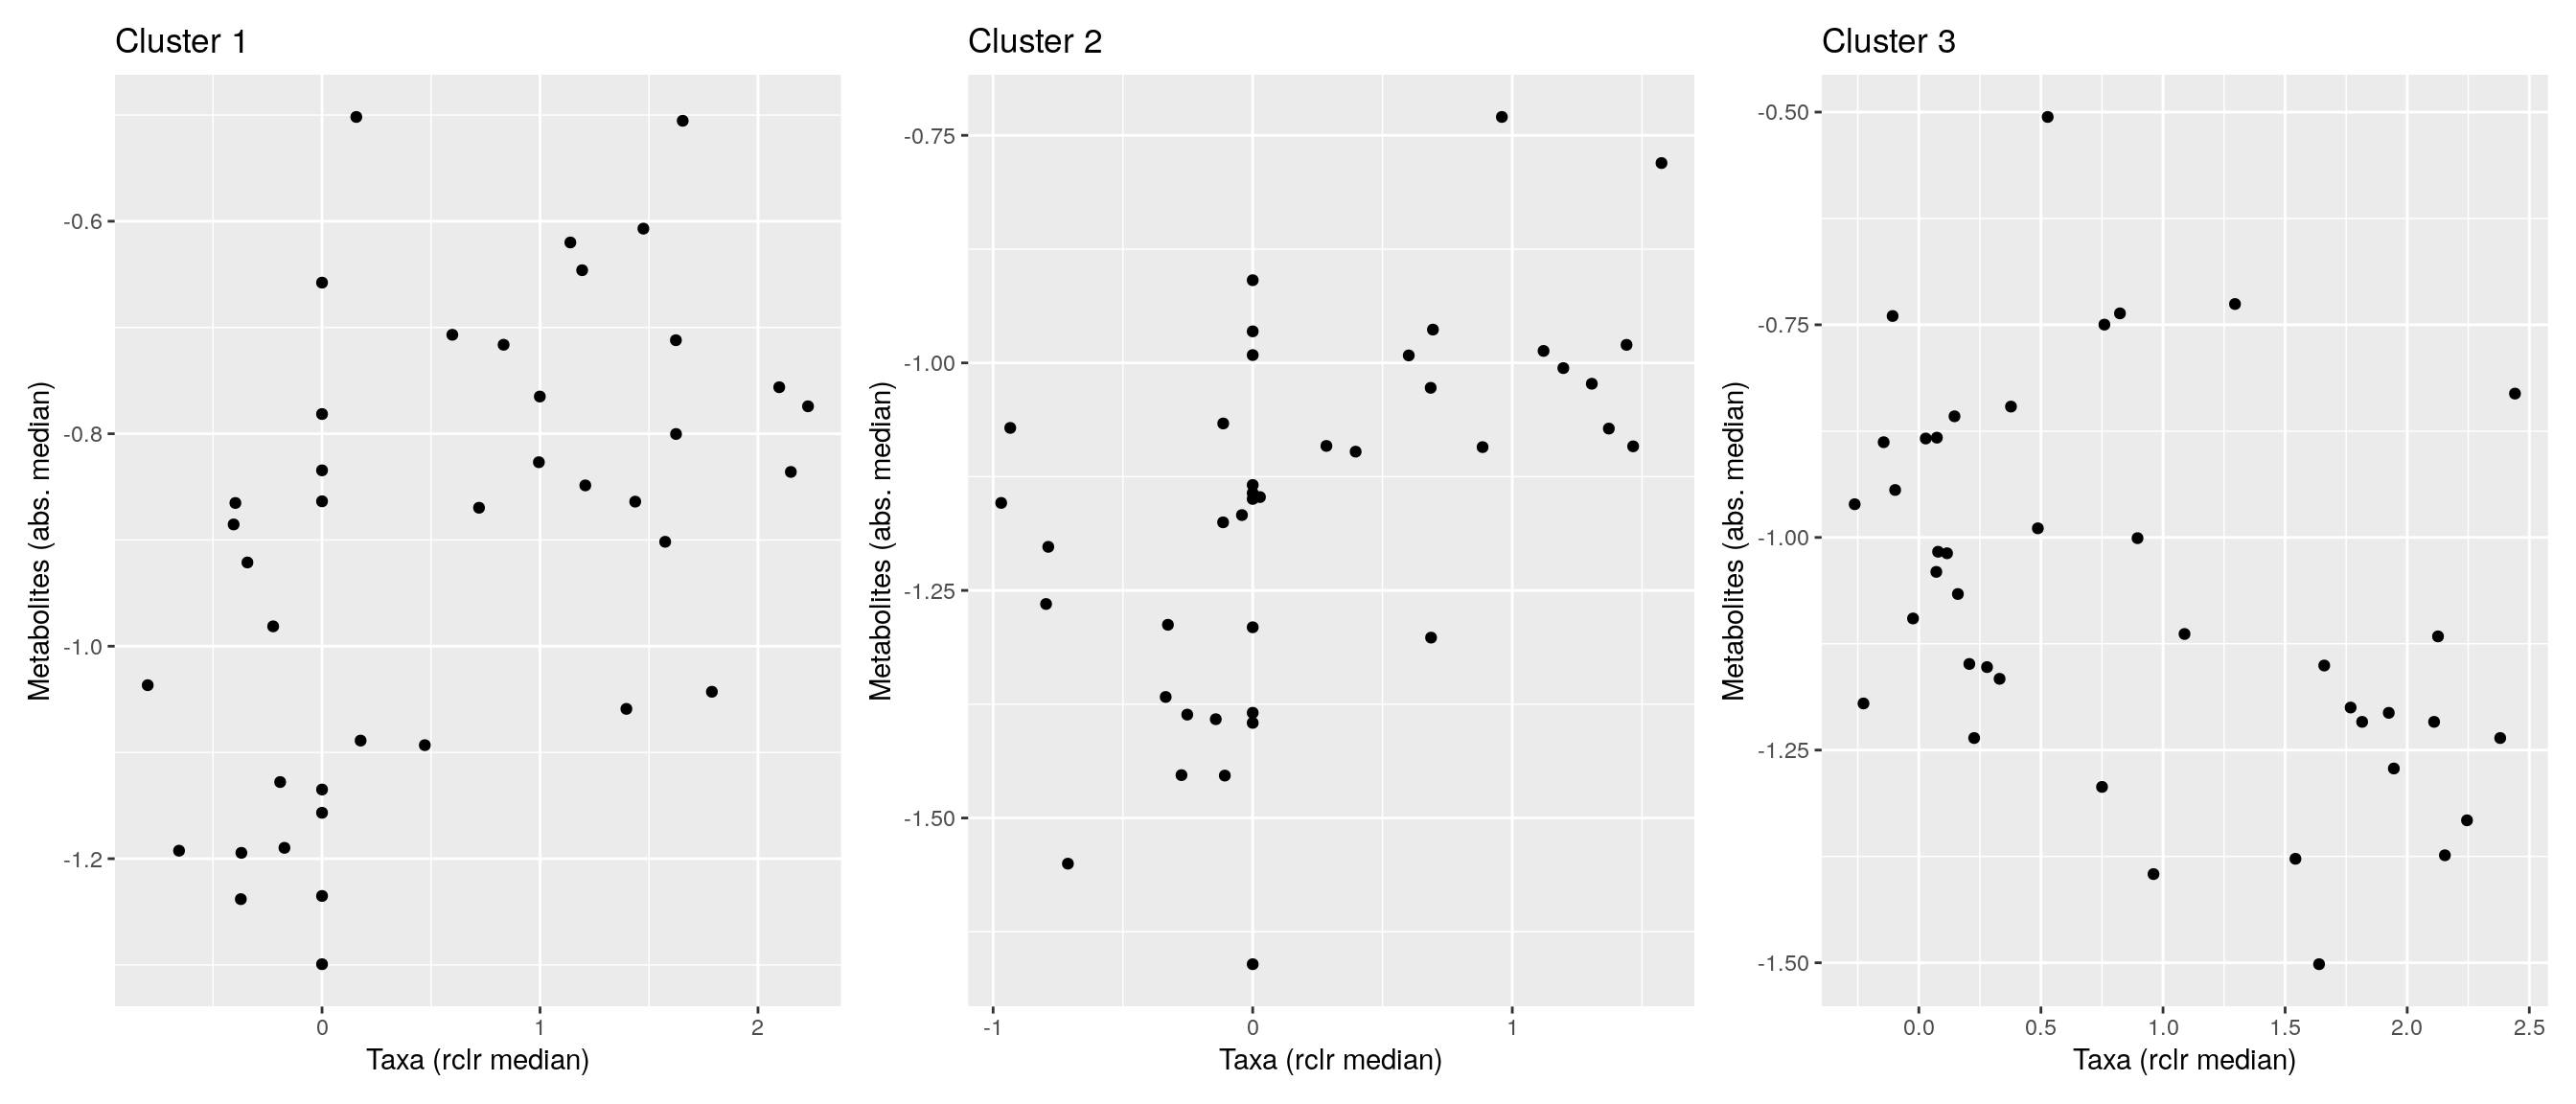 Cluster 1
Metabolites (abs. median)
-0.6
-0.8
-1.0
-1.2
0 1 2
Taxa (rclr median)
Cluster 2
Metabolites (abs. median)
-0.75
-1.00
-1.25
-1.50
-1 0 1
Taxa (rclr median)
Cluster 3
Metabolites (abs. median)
-0.50
-0.75
-1.00
-1.25
-1.50
0.0 0.5 1.0 1.5 2.0 2.5
Taxa (rclr median)